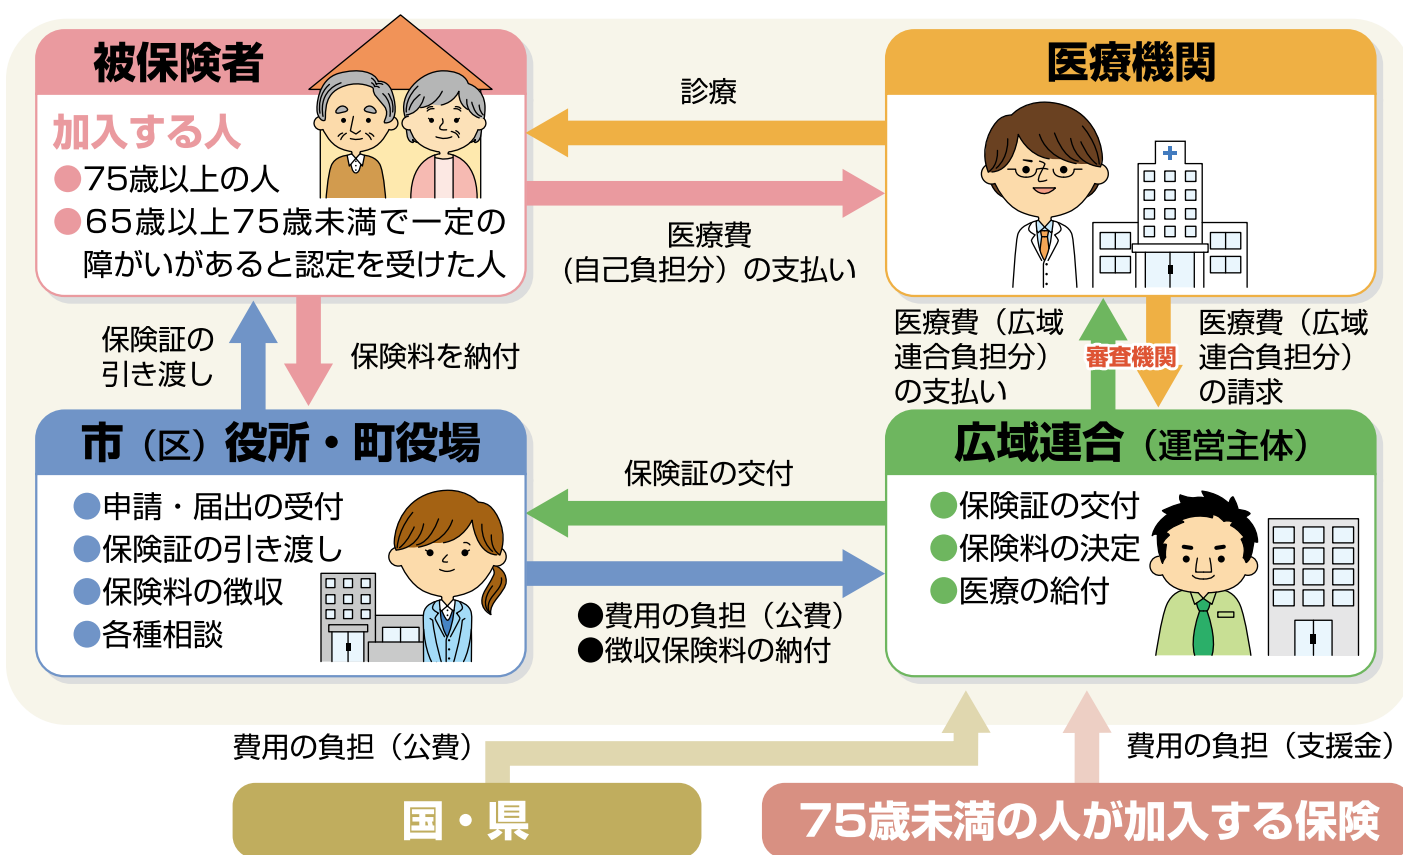 被保険者
加入する人
●75歳以上の人
●65歳以上75歳未満で一定の
障がいがあると認定を受けた人
診療
医療費
(自己負担分）の支払い
医療機関
保険証の
引き渡し
保険料を納付
医療費（広域
連合負担分）
の支払い
審査機関
医療費（広域
連合負担分）
の請求
市（区）役所・町役場
●申請・届出の受付
●保険証の引き渡し
●保険料の徴収
●各種相談
保険証の交付
●費用の負担（公費）
●徴収保険料の納付
広域連合（運営主体）
●保険証の交付
●保険料の決定
●医療の給付
費用の負担（公費）
費用の負担（支援金）
国・県
75歳未満の人が加入する保険